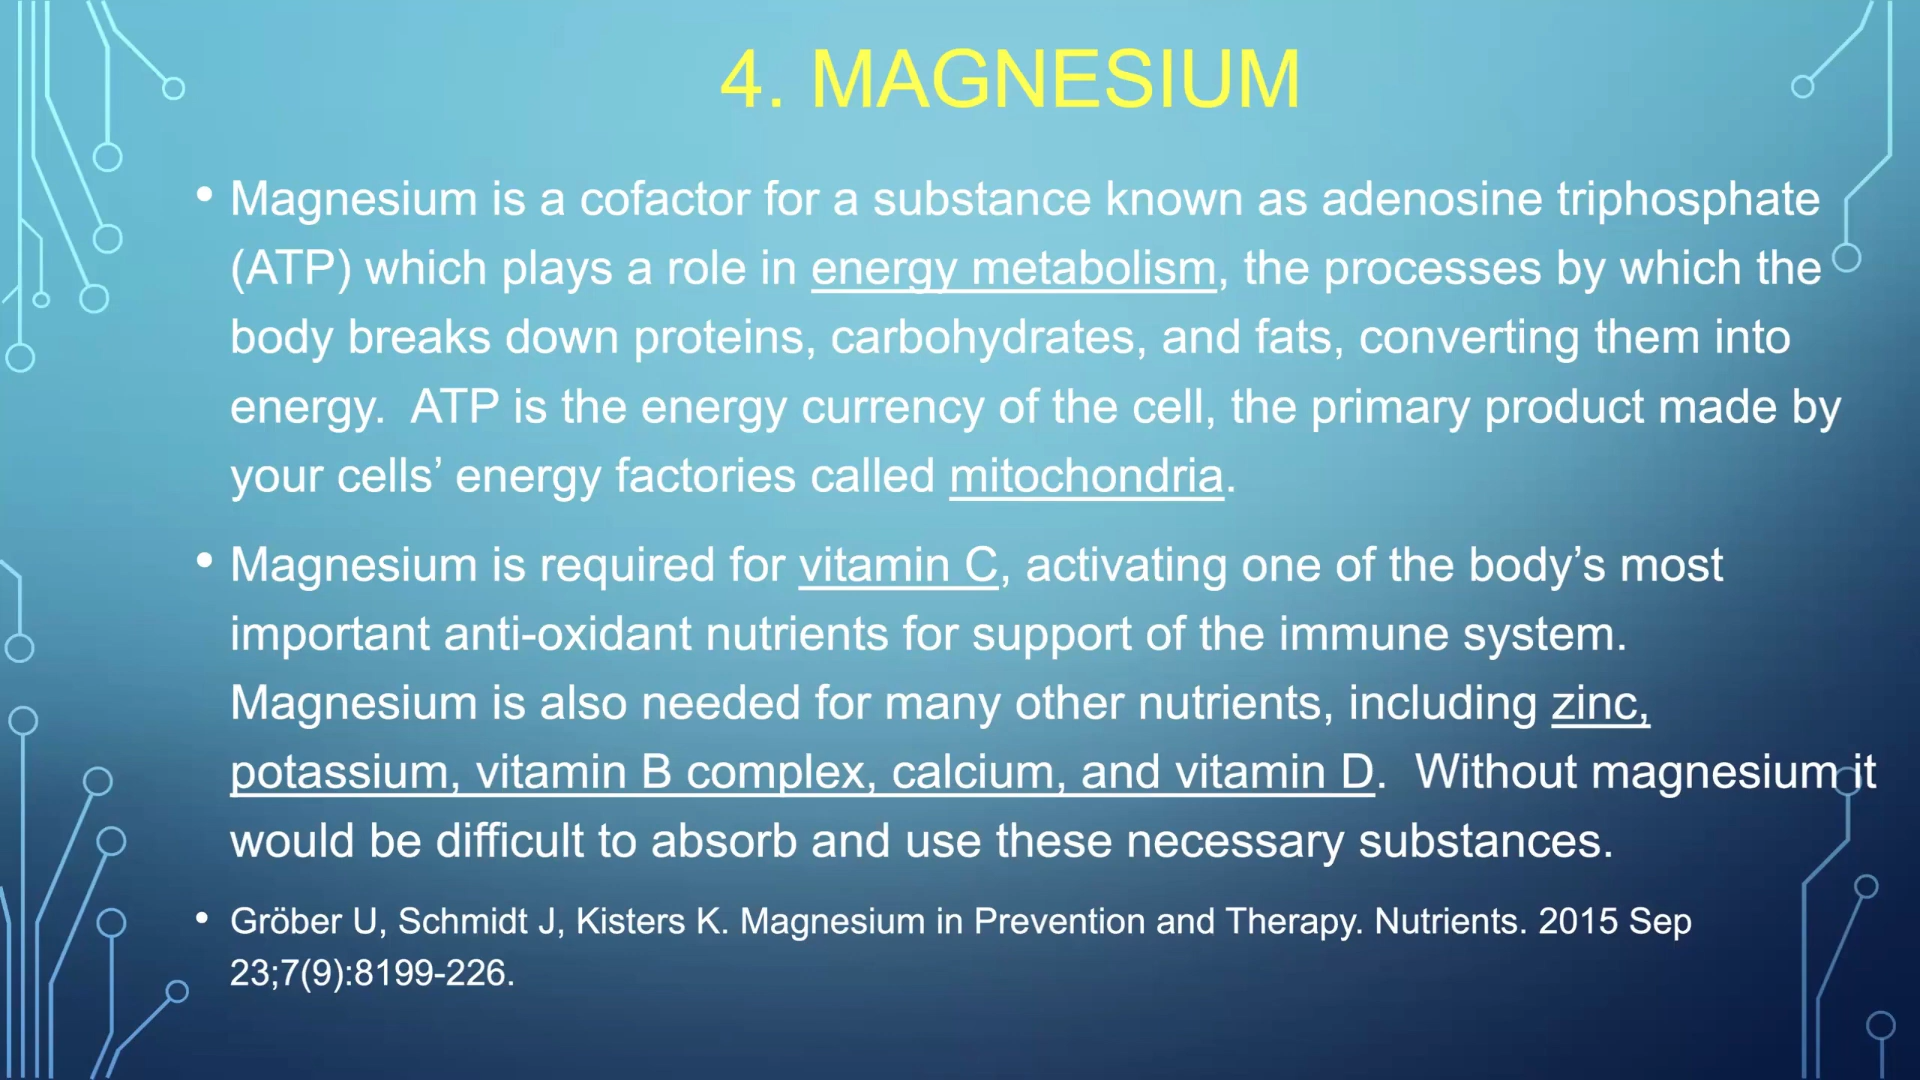 4. MAGNESIUM
• Magnesium is a cofactor for a substance known as adenosine triphosphate
(ATP) which plays a role in energy metabolism, the processes by which the
body breaks down proteins, carbohydrates, and fats, converting them into
energy.  ATP is the energy currency of the cell, the primary product made by
your cells’ energy factories called mitochondria.
• Magnesium is required for vitamin C, activating one of the body’s most
important anti-oxidant nutrients for support of the immune system.
Magnesium is also needed for many other nutrients, including zinc,
potassium, vitamin B complex, calcium, and vitamin D.  Without magnesium it
would be difficult to absorb and use these necessary substances.
• Gröber U, Schmidt J, Kisters K. Magnesium in Prevention and Therapy. Nutrients. 2015 Sep
23;7(9):8199-226.